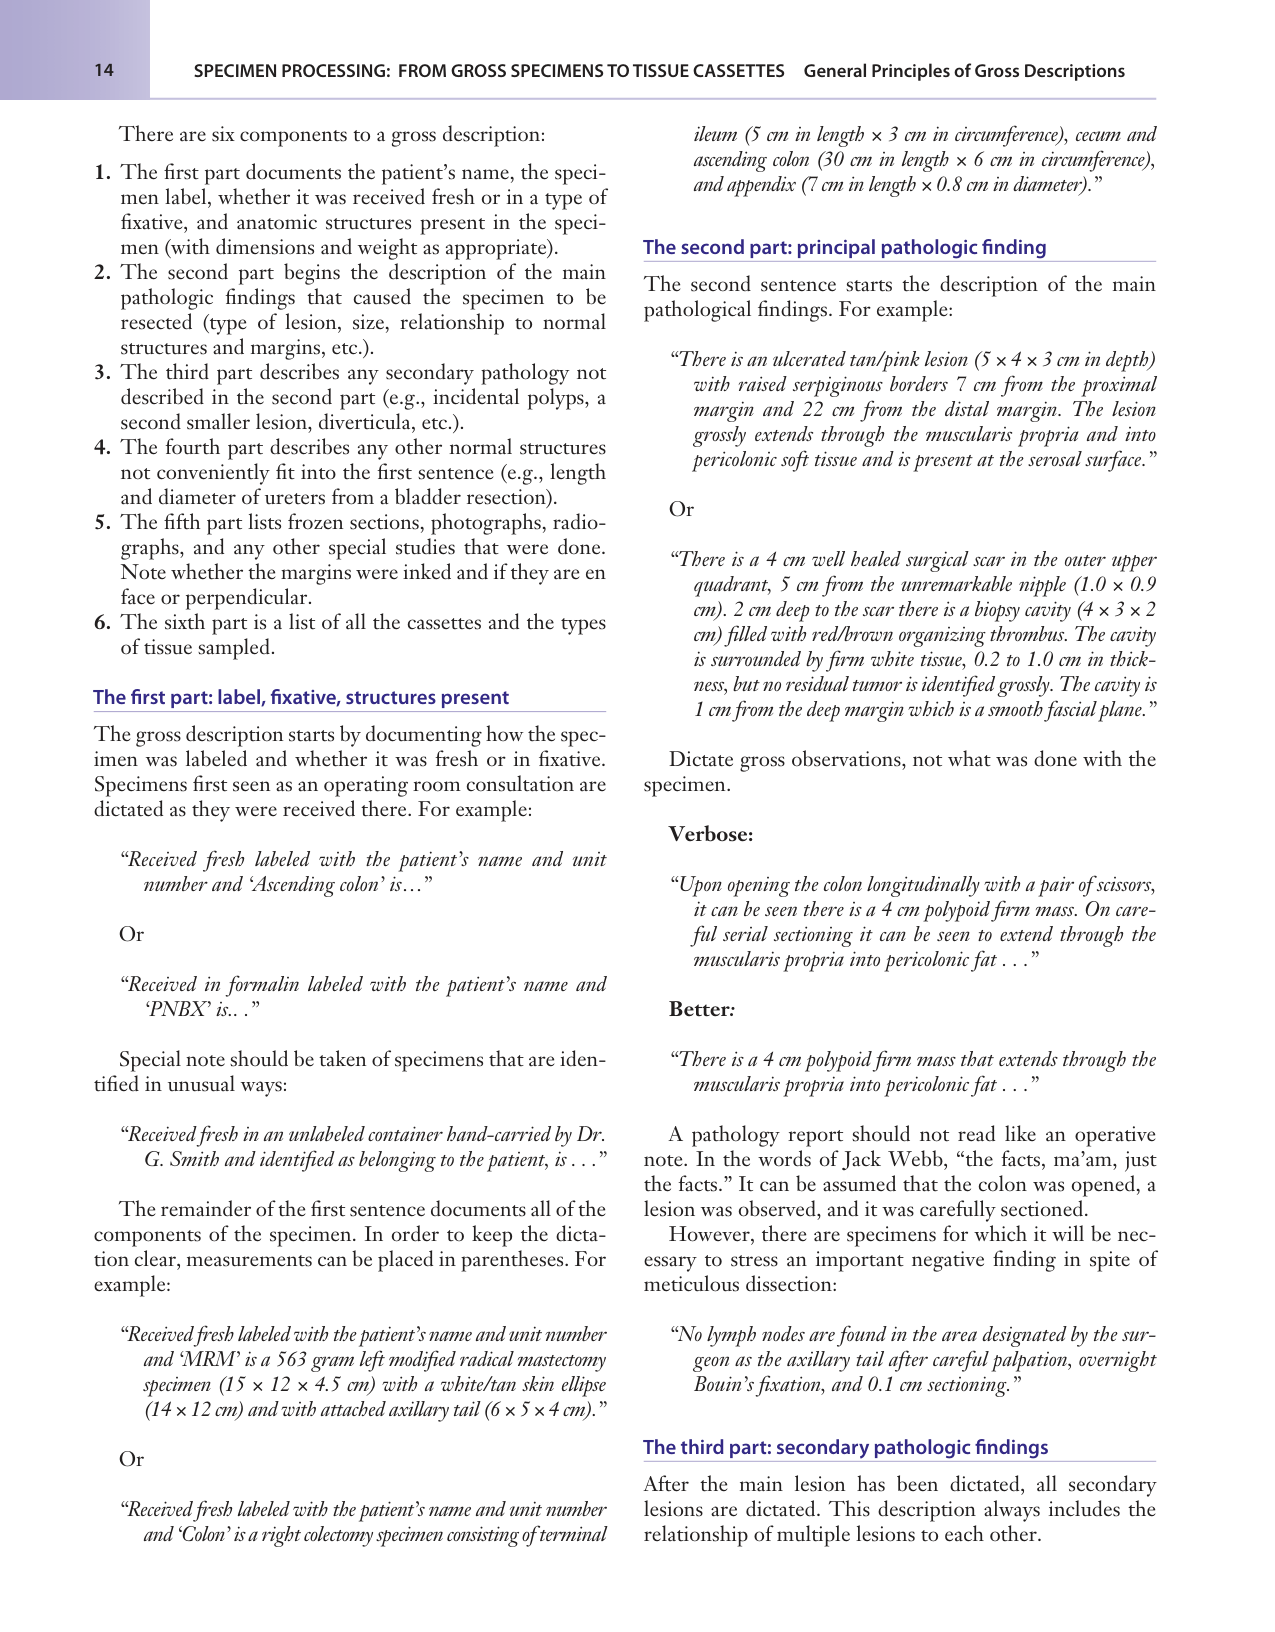 14
SPECIMEN PROCESSING: FROM GROSS SPECIMENS TO TISSUE CASSETTES General Principles of Gross Descriptions
There are six components to a gross description:
1. The first part documents the patient's name, the speci-
men label, whether it was received fresh or in a type of
fixative, and anatomic structures present in the speci-
men (with dimensions and weight as appropriate).
2. The second part begins the description of the main
pathologic findings that caused the specimen to be
resected (type of lesion, size, relationship to normal
structures and margins, etc.).
3. The third part describes any secondary pathology not
described in the second part (e.g., incidental polyps, a
second smaller lesion, diverticula, etc.).
4. The fourth part describes any other normal structures
not conveniently fit into the first sentence (e.g., length
and diameter of ureters from a bladder resection).
5. The fifth part lists frozen sections, photographs, radio-
graphs, and any other special studies that were done.
Note whether the margins were inked and if they are en
face or perpendicular.
6. The sixth part is a list of all the cassettes and the types
of tissue sampled.
The first part: label, fixative, structures present
The gross description starts by documenting how the spec-
imen was labeled and whether it was fresh or in fixative.
Specimens first seen as an operating room consultation are
dictated as they were received there. For example:
“Received fresh labeled with the patient's name and unit
number and ‘Ascending colon’ is…”
Or
“Received in formalin labeled with the patient's name and
‘PNBX’ is.. .”
Special note should be taken of specimens that are iden-
tified in unusual ways:
“Received fresh in an unlabeled container hand-carried by Dr.
G. Smith and identified as belonging to the patient, is . . .”
The remainder of the first sentence documents all of the
components of the specimen. In order to keep the dicta-
tion clear, measurements can be placed in parentheses. For
example:
“Received fresh labeled with the patient's name and unit number
and ‘MRM’ is a 563 gram left modified radical mastectomy
specimen (15 × 12 × 4.5 cm) with a white/tan skin ellipse
(14 × 12 cm) and with attached axillary tail (6 × 5 × 4 cm).”
Or
“Received fresh labeled with the patient's name and unit number
and ‘Colon’ is a right colectomy specimen consisting of terminal
ileum (5 cm in length × 3 cm in circumference), cecum and
ascending colon (30 cm in length × 6 cm in circumference),
and appendix (7 cm in length × 0.8 cm in diameter).”
The second part: principal pathologic finding
The second sentence starts the description of the main
pathological findings. For example:
“There is an ulcerated tan/pink lesion (5 × 4 × 3 cm in depth)
with raised serpiginous borders 7 cm from the proximal
margin and 22 cm from the distal margin. The lesion
grossly extends through the muscularis propria and into
pericolonic soft tissue and is present at the serosal surface.”
Or
“There is a 4 cm well healed surgical scar in the outer upper
quadrant, 5 cm from the unremarkable nipple (1.0 × 0.9
cm). 2 cm deep to the scar there is a biopsy cavity (4 × 3 × 2
cm) filled with red/brown organizing thrombus. The cavity
is surrounded by firm white tissue, 0.2 to 1.0 cm in thick-
ness, but no residual tumor is identified grossly. The cavity is
1 cm from the deep margin which is a smooth fascial plane.”
Dictate gross observations, not what was done with the
specimen.
Verbose:
“Upon opening the colon longitudinally with a pair of scissors,
it can be seen there is a 4 cm polypoid firm mass. On care-
ful serial sectioning it can be seen to extend through the
muscularis propria into pericolonic fat . . .”
Better:
“There is a 4 cm polypoid firm mass that extends through the
muscularis propria into pericolonic fat . . .”
A pathology report should not read like an operative
note. In the words of Jack Webb, “the facts, ma'am, just
the facts.” It can be assumed that the colon was opened, a
lesion was observed, and it was carefully sectioned.
However, there are specimens for which it will be nec-
essary to stress an important negative finding in spite of
meticulous dissection:
“No lymph nodes are found in the area designated by the sur-
geon as the axillary tail after careful palpation, overnight
Bouin's fixation, and 0.1 cm sectioning.”
The third part: secondary pathologic findings
After the main lesion has been dictated, all secondary
lesions are dictated. This description always includes the
relationship of multiple lesions to each other.